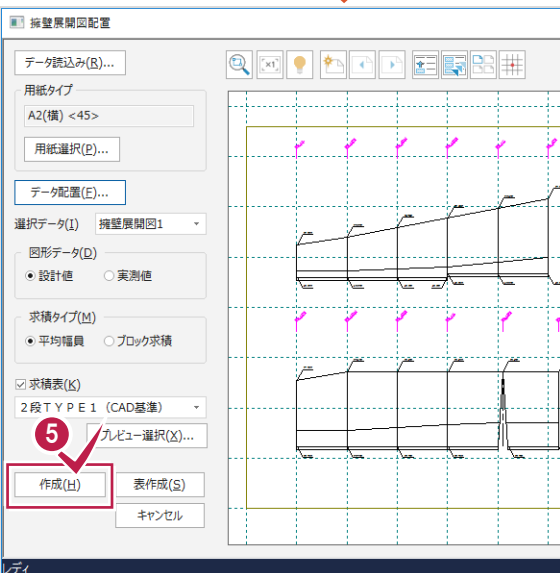 擁壁展開図配置
データ読込み(R)...
用紙タイプ
A2(横) <45>
用紙選択(P)...
データ配置(F)...
選択データ(I) 擁壁展開図1
図形データ(D)
設計値 実測値
求積タイプ(M)
平均幅員 ブロック求積
求積表(K)
2段TYPE1 (CAD基準)
プレビュー選択(X)...
5
作成(H) 表作成(S)
キャンセル
レディ
×1